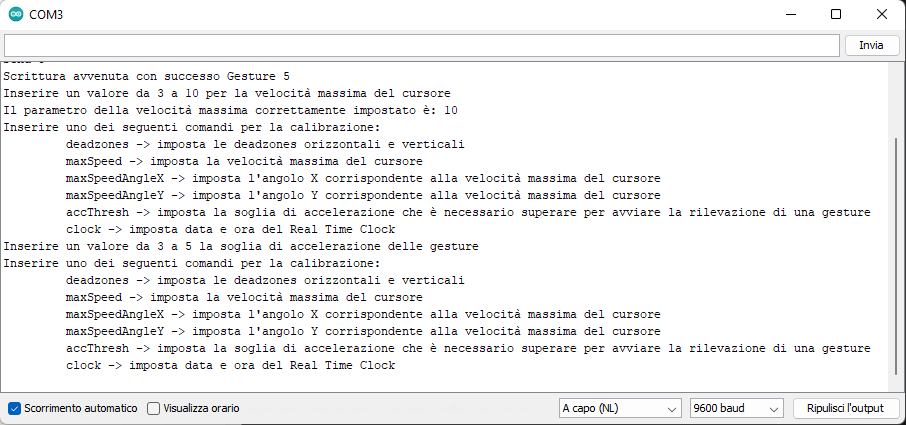 COM3
Invia
Scrittura avvenuta con successo Gesture 5
Inserire un valore da 3 a 10 per la velocità massima del cursore
Il parametro della velocità massima correttamente impostato è: 10
Inserire uno dei seguenti comandi per la calibrazione:
deadzones -> imposta le deadzones orizzontali e verticali
maxSpeed -> imposta la velocità massima del cursore
maxSpeedAngleX -> imposta l'angolo X corrispondente alla velocità massima del cursore
maxSpeedAngleY -> imposta l'angolo Y corrispondente alla velocità massima del cursore
accThresh -> imposta la soglia di accelerazione che è necessario superare per avviare la rilevazione di una gesture
clock -> imposta data e ora del Real Time Clock
Inserire un valore da 3 a 5 la soglia di accelerazione delle gesture
Inserire uno dei seguenti comandi per la calibrazione:
deadzones -> imposta le deadzones orizzontali e verticali
maxSpeed -> imposta la velocità massima del cursore
maxSpeedAngleX -> imposta l'angolo X corrispondente alla velocità massima del cursore
maxSpeedAngleY -> imposta l'angolo Y corrispondente alla velocità massima del cursore
accThresh -> imposta la soglia di accelerazione che è necessario superare per avviare la rilevazione di una gesture
clock -> imposta data e ora del Real Time Clock
Scorrimento automatico
Visualizza orario
A capo (NL)
9600 baud
Ripulisci l'output